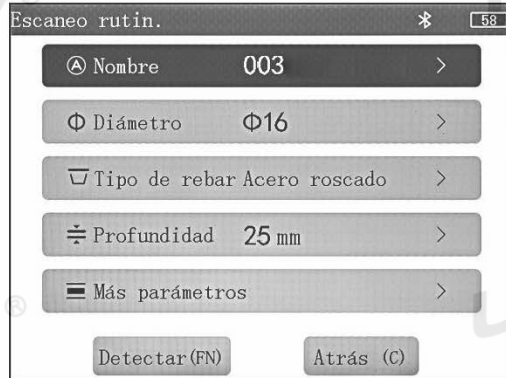 Escaneo rutin. 58
Nombre 003 >
Φ Diámetro Φ16 >
Tipo de rebar Acero roscado >
Profundidad 25 mm >
Más parámetros >
Detectar(FN) Atrás (C)